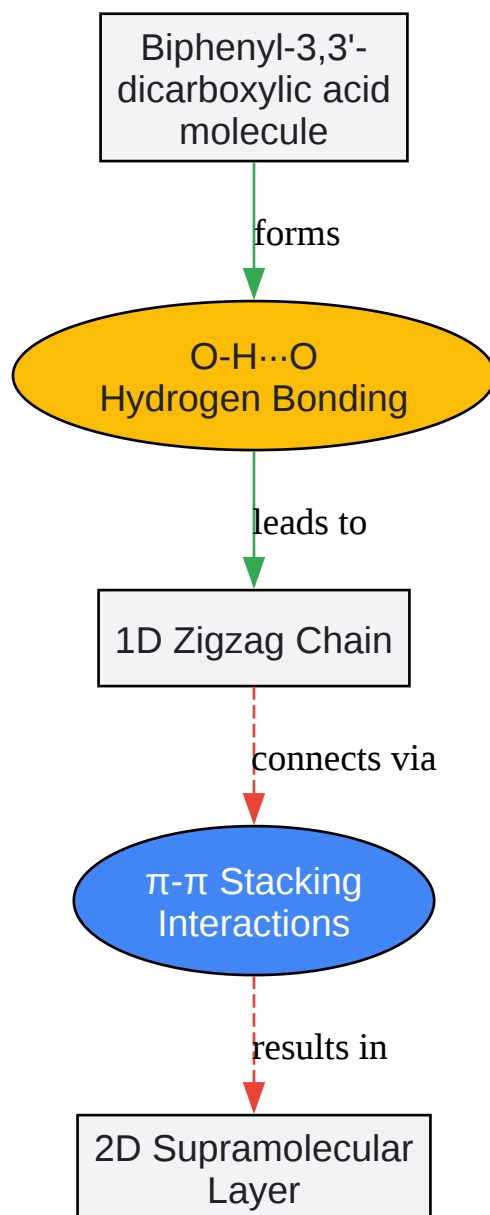 Biphenyl-3,3'-
dicarboxylic acid
molecule
forms
O-H···O
Hydrogen Bonding
leads to
1D Zigzag Chain
connects via
π-π Stacking
Interactions
results in
2D Supramolecular
Layer